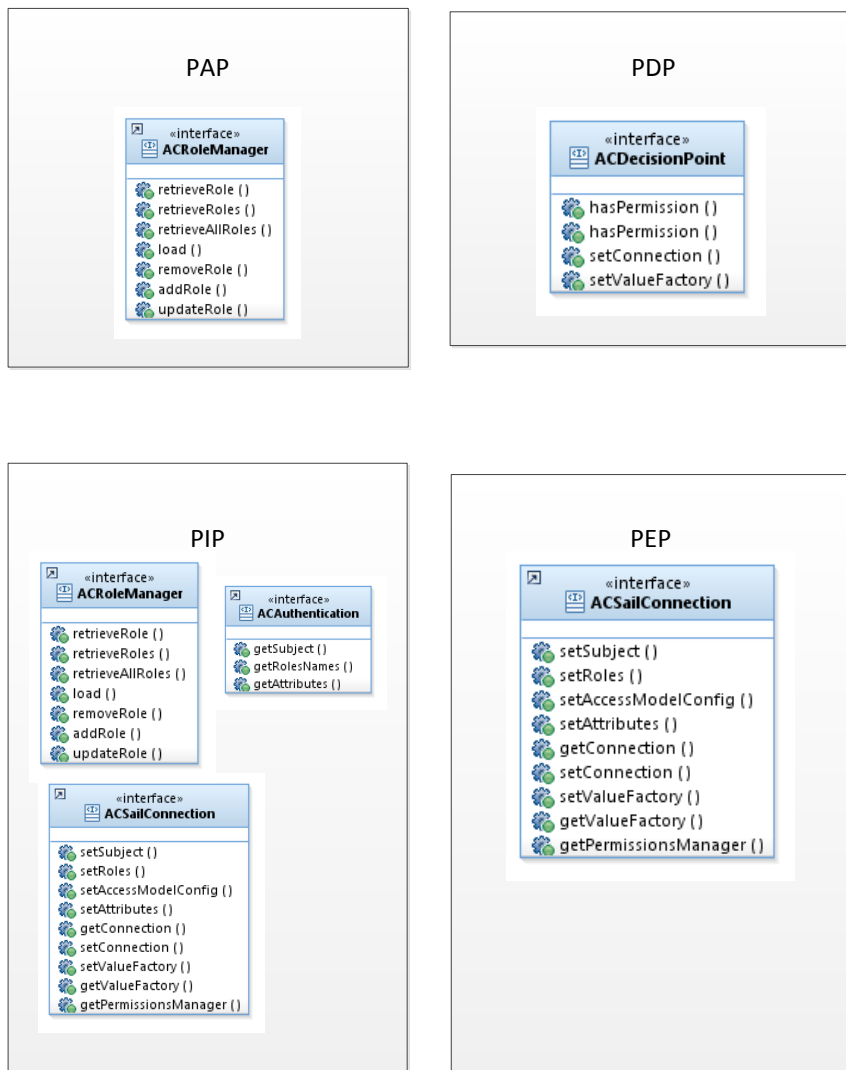 PAP
«interface»
ACRoleManager
retrieveRole ()
retrieveRoles ()
retrieveAllRoles ()
load ()
removeRole ()
addRole ()
updateRole ()
PDP
«interface»
ACDecisionPoint
hasPermission ()
hasPermission ()
setConnection ()
setValueFactory ()
PIP
«interface»
ACRoleManager
retrieveRole ()
retrieveRoles ()
retrieveAllRoles ()
load ()
removeRole ()
addRole ()
updateRole ()
«interface»
ACAuthentication
getSubject ()
getRolesNames ()
getAttributes ()
«interface»
ACSailConnection
setSubject ()
setRoles ()
setAccessModelConfig ()
setAttributes ()
getConnection ()
setConnection ()
setValueFactory ()
getValueFactory ()
getPermissionsManager ()
PEP
«interface»
ACSailConnection
setSubject ()
setRoles ()
setAccessModelConfig ()
setAttributes ()
getConnection ()
setConnection ()
setValueFactory ()
getValueFactory ()
getPermissionsManager ()